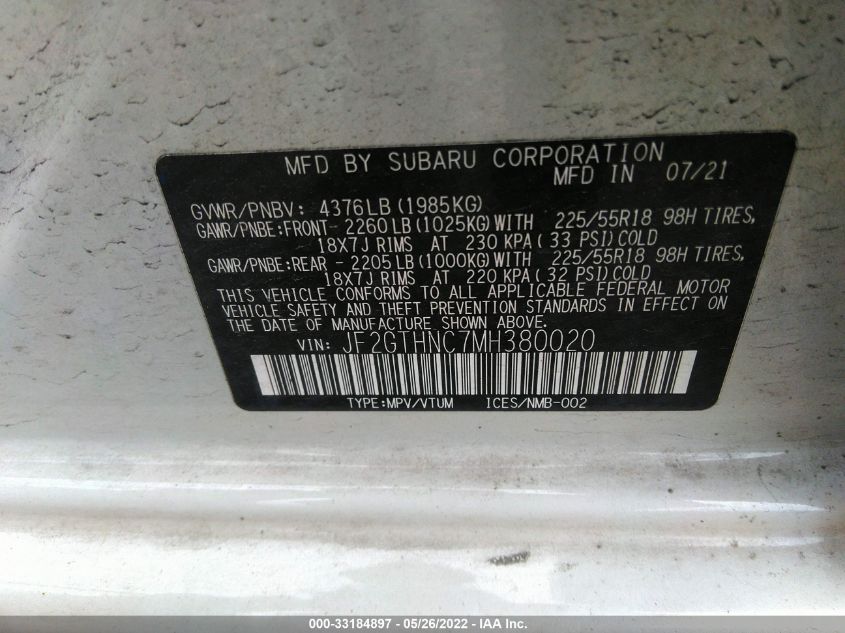 MFD BY SUBARU CORPORATION
MFD IN 07/21
GVWR/PNBV: 4376LB (1985KG)
GAWR/PNBE:FRONT- 2260LB (1025KG)WITH 225/55R18 98H TIRES,
18X7J RIMS AT 230 KPA( 33 PSI)COLD
GAWR/PNBE:REAR - 2205LB (1000KG)WITH 225/55R18 98H TIRES,
18X7J RIMS AT 220 KPA( 32 PSI)COLD
THIS VEHICLE CONFORMS TO ALL APPLICABLE FEDERAL MOTOR
VEHICLE SAFETY AND THEFT PREVENTION STANDARDS IN EFFECT ON
THE DATE OF MANUFACTURE SHOWN ABOVE.
VIN: JF2GTHNC7MH380020
TYPE:MPV/VTUM ICES/NMB-002
000-33184897 - 05/26/2022 - IAA Inc.